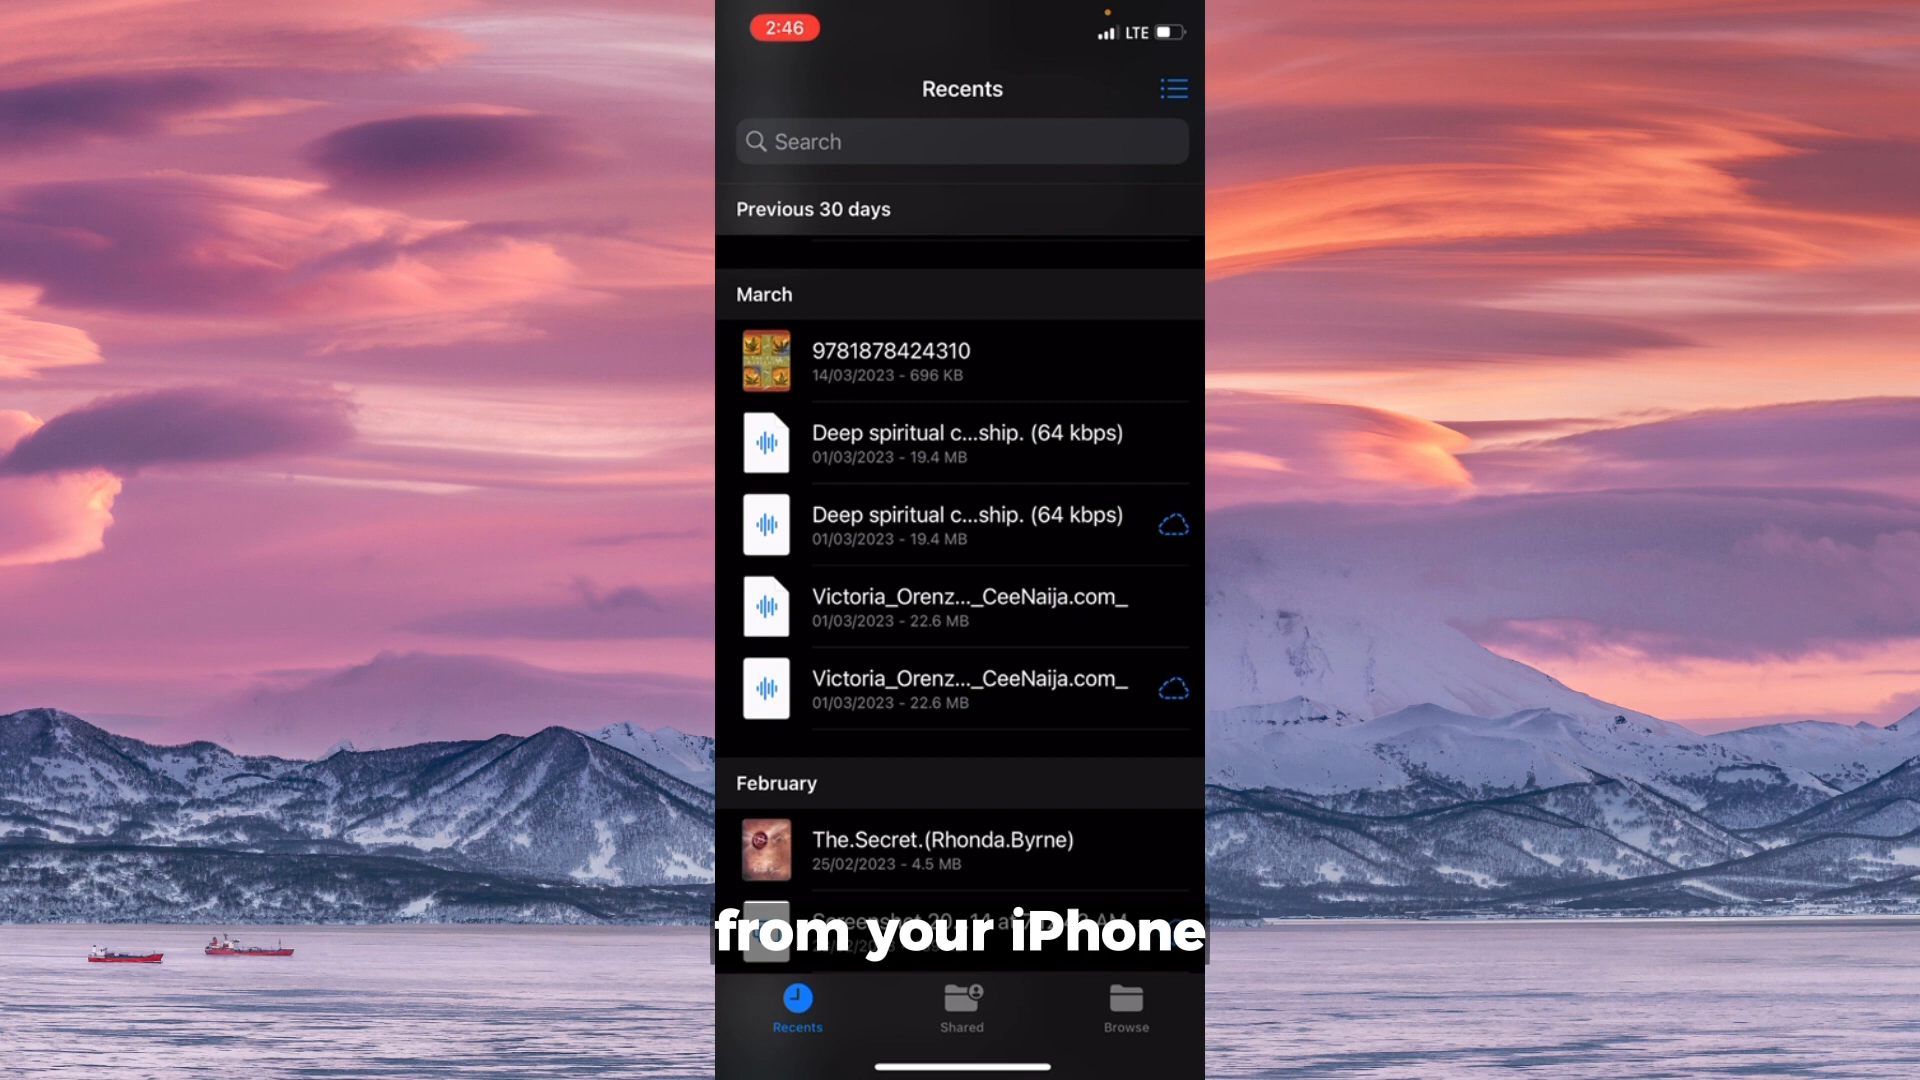 2:46
LTE
Recents
Search
Previous 30 days
March
9781878424310
14/03/2023 - 696 KB
Deep spiritual c...ship. (64 kbps)
01/03/2023 - 19.4 MB
Deep spiritual c...ship. (64 kbps)
01/03/2023 - 19.4 MB
Victoria_Orenz..._CeeNaija.com_
01/03/2023 - 22.6 MB
Victoria_Orenz..._CeeNaija.com_
01/03/2023 - 22.6 MB
February
The.Secret.(Rhonda.Byrne)
25/02/2023 - 4.5 MB
from your iPhone
Recents
Shared
Browse